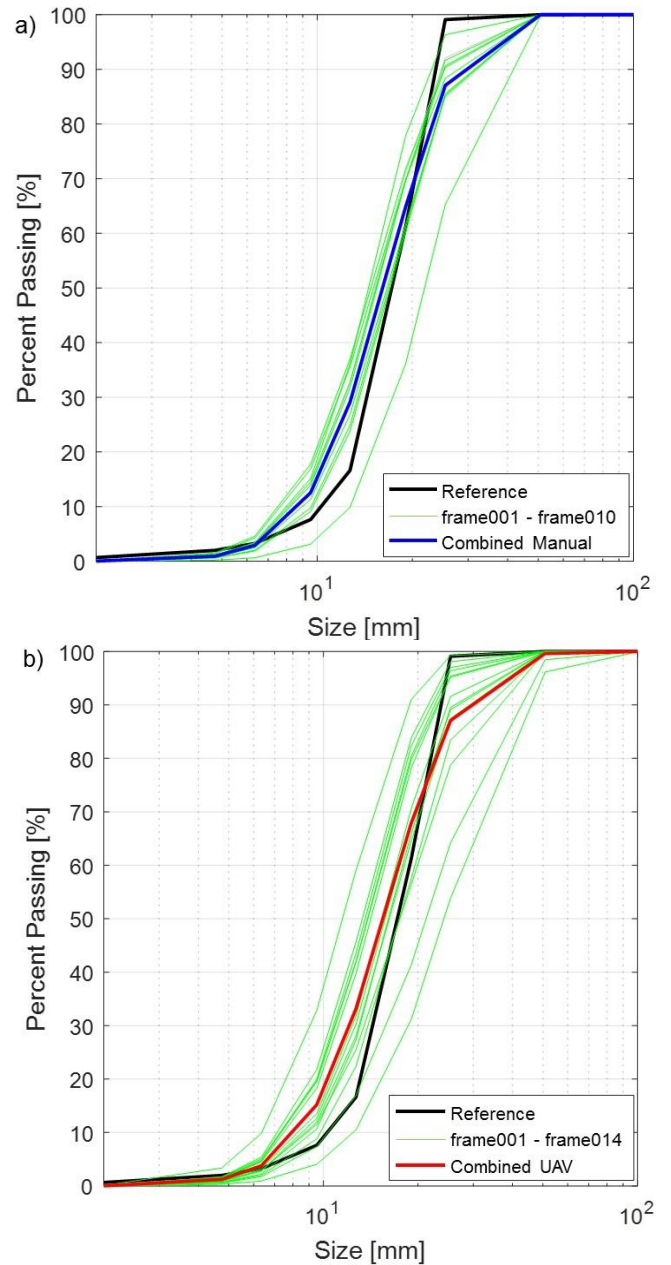 a)
100
90
80
70
60
50
40
30
20
10
0
Percent Passing [%]
Reference
frame001 - frame010
Combined Manual
10^1
10^2
Size [mm]
b)
100
90
80
70
60
50
40
30
20
10
0
Percent Passing [%]
Reference
frame001 - frame014
Combined UAV
10^1
10^2
Size [mm]